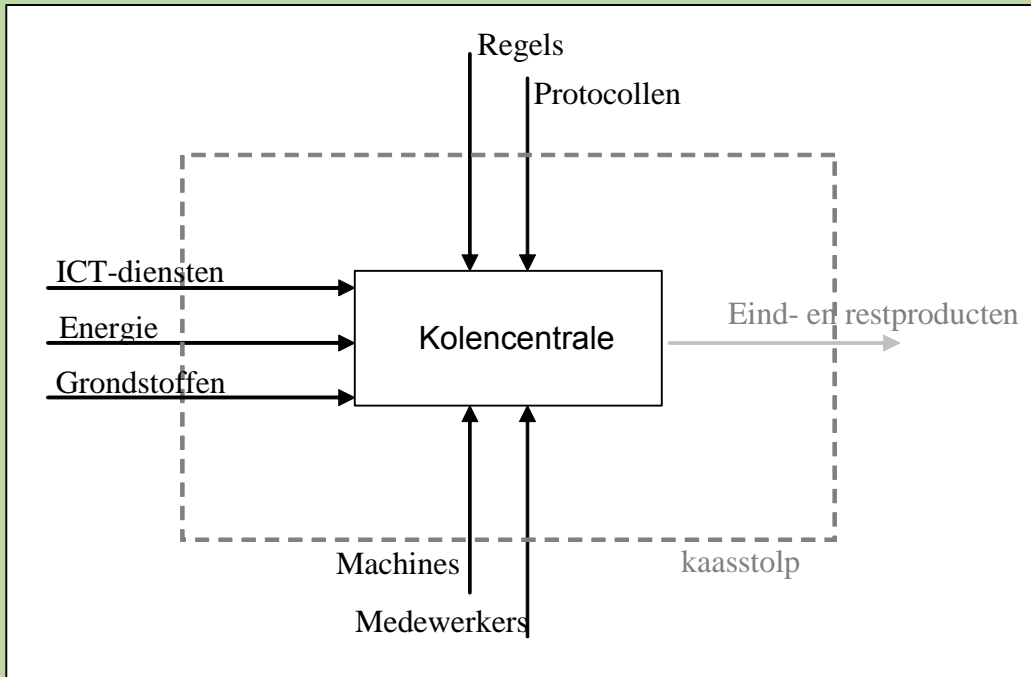 Regels
Protocollen
ICT-diensten
Energie
Grondstoffen
Kolencentrale
Eind- en restproducten
Machines
Medewerkers
kaasstolp